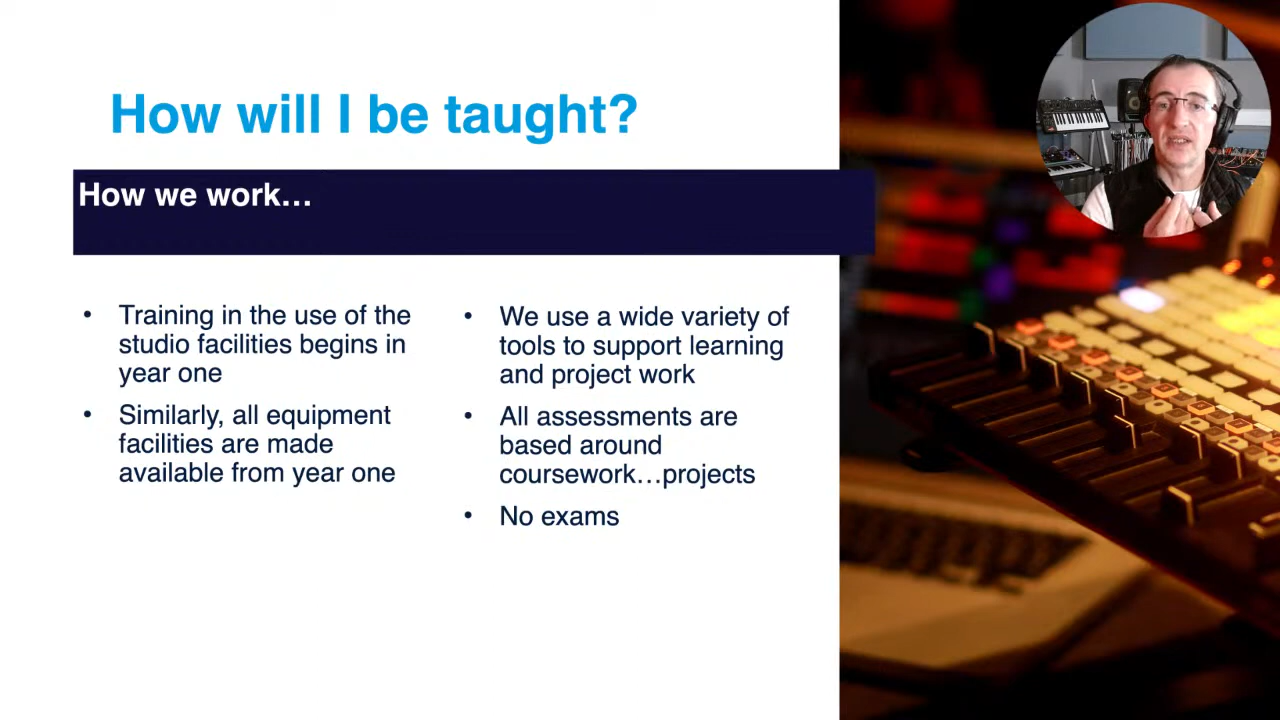 How will I be taught?
How we work…
• Training in the use of the
studio facilities begins in
year one
• Similarly, all equipment
facilities are made
available from year one
• We use a wide variety of
tools to support learning
and project work
• All assessments are
based around
coursework…projects
• No exams